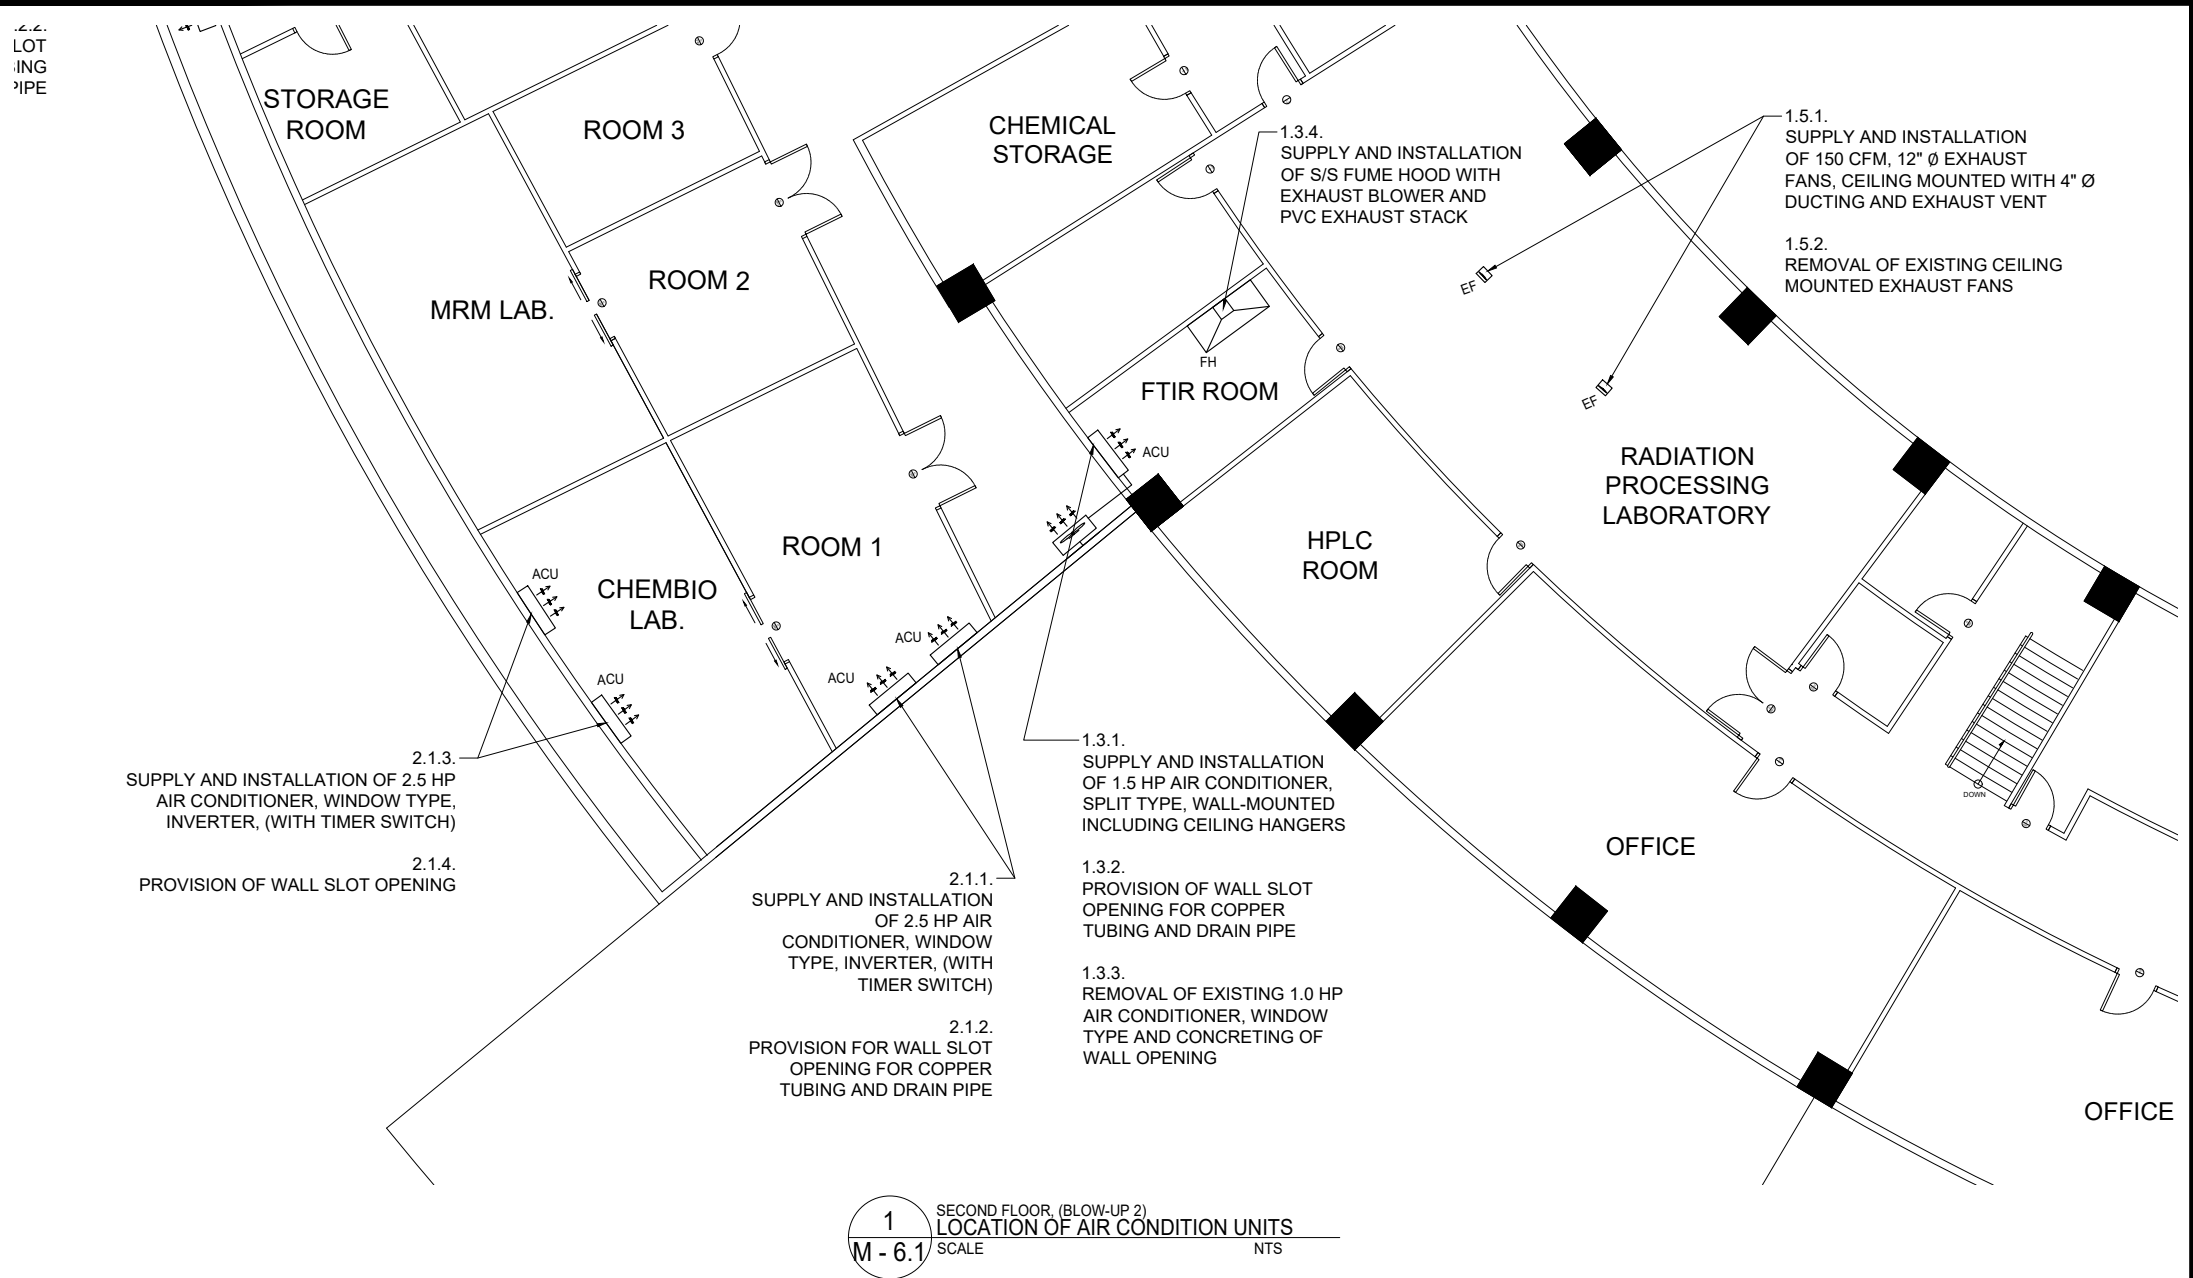 LOT
PIPE
STORAGE
ROOM
ROOM 3
CHEMICAL
STORAGE
1.3.4.
SUPPLY AND INSTALLATION
OF S/S FUME HOOD WITH
EXHAUST BLOWER AND
PVC EXHAUST STACK
1.5.1.
SUPPLY AND INSTALLATION
OF 150 CFM, 12" Ø EXHAUST
FANS, CEILING MOUNTED WITH 4" Ø
DUCTING AND EXHAUST VENT
1.5.2.
REMOVAL OF EXISTING CEILING
MOUNTED EXHAUST FANS
MRM LAB.
ROOM 2
EF
EF
FH
FTIR ROOM
ACU
RADIATION
PROCESSING
LABORATORY
ROOM 1
HPLC
ROOM
ACU
CHEMBIO
LAB.
ACU
ACU
ACU
2.1.3.
SUPPLY AND INSTALLATION OF 2.5 HP
AIR CONDITIONER, WINDOW TYPE,
INVERTER, (WITH TIMER SWITCH)
2.1.4.
PROVISION OF WALL SLOT OPENING
2.1.1.
SUPPLY AND INSTALLATION
OF 2.5 HP AIR
CONDITIONER, WINDOW
TYPE, INVERTER, (WITH
TIMER SWITCH)
2.1.2.
PROVISION FOR WALL SLOT
OPENING FOR COPPER
TUBING AND DRAIN PIPE
1.3.1.
SUPPLY AND INSTALLATION
OF 1.5 HP AIR CONDITIONER,
SPLIT TYPE, WALL-MOUNTED
INCLUDING CEILING HANGERS
1.3.2.
PROVISION OF WALL SLOT
OPENING FOR COPPER
TUBING AND DRAIN PIPE
1.3.3.
REMOVAL OF EXISTING 1.0 HP
AIR CONDITIONER, WINDOW
TYPE AND CONCRETING OF
WALL OPENING
DOWN
OFFICE
OFFICE
1
M - 6.1
SECOND FLOOR, (BLOW-UP 2)
LOCATION OF AIR CONDITION UNITS
SCALE NTS